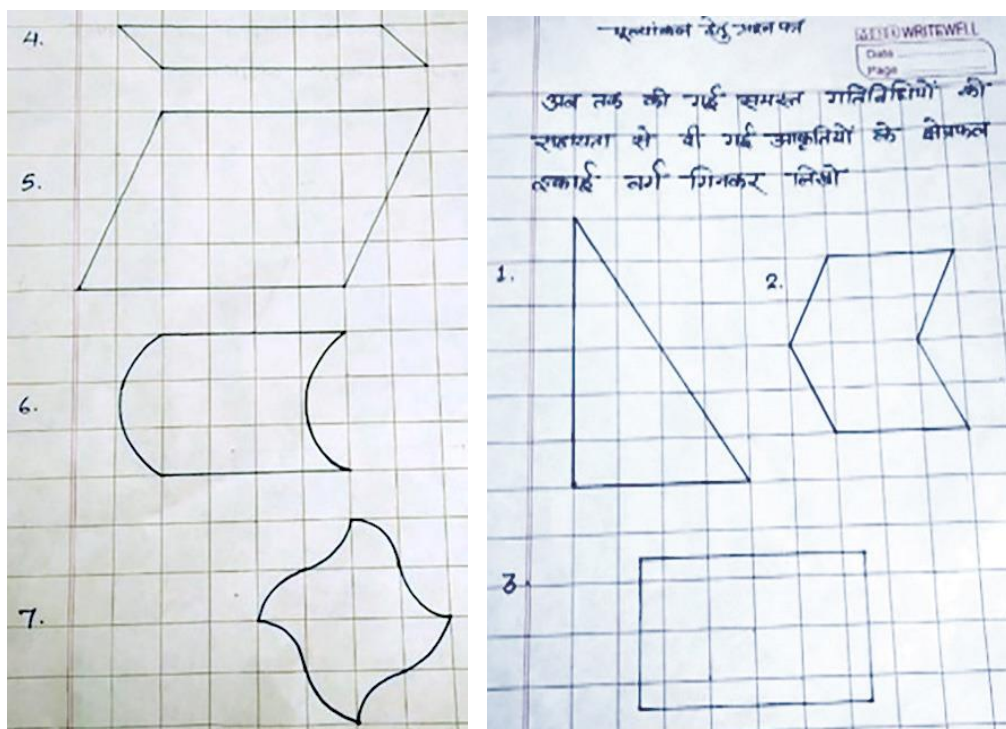 4.
5.
6.
7.
मूल्यांकन हेतु प्रश्न पत्र
WRITEWELL
Date
Page
अब तक की गई समस्त गतिविधियों की
सहायता से दी गई आकृतियों के क्षेत्रफल
इकाई वर्ग गिनकर लिखो
1.
2.
3.